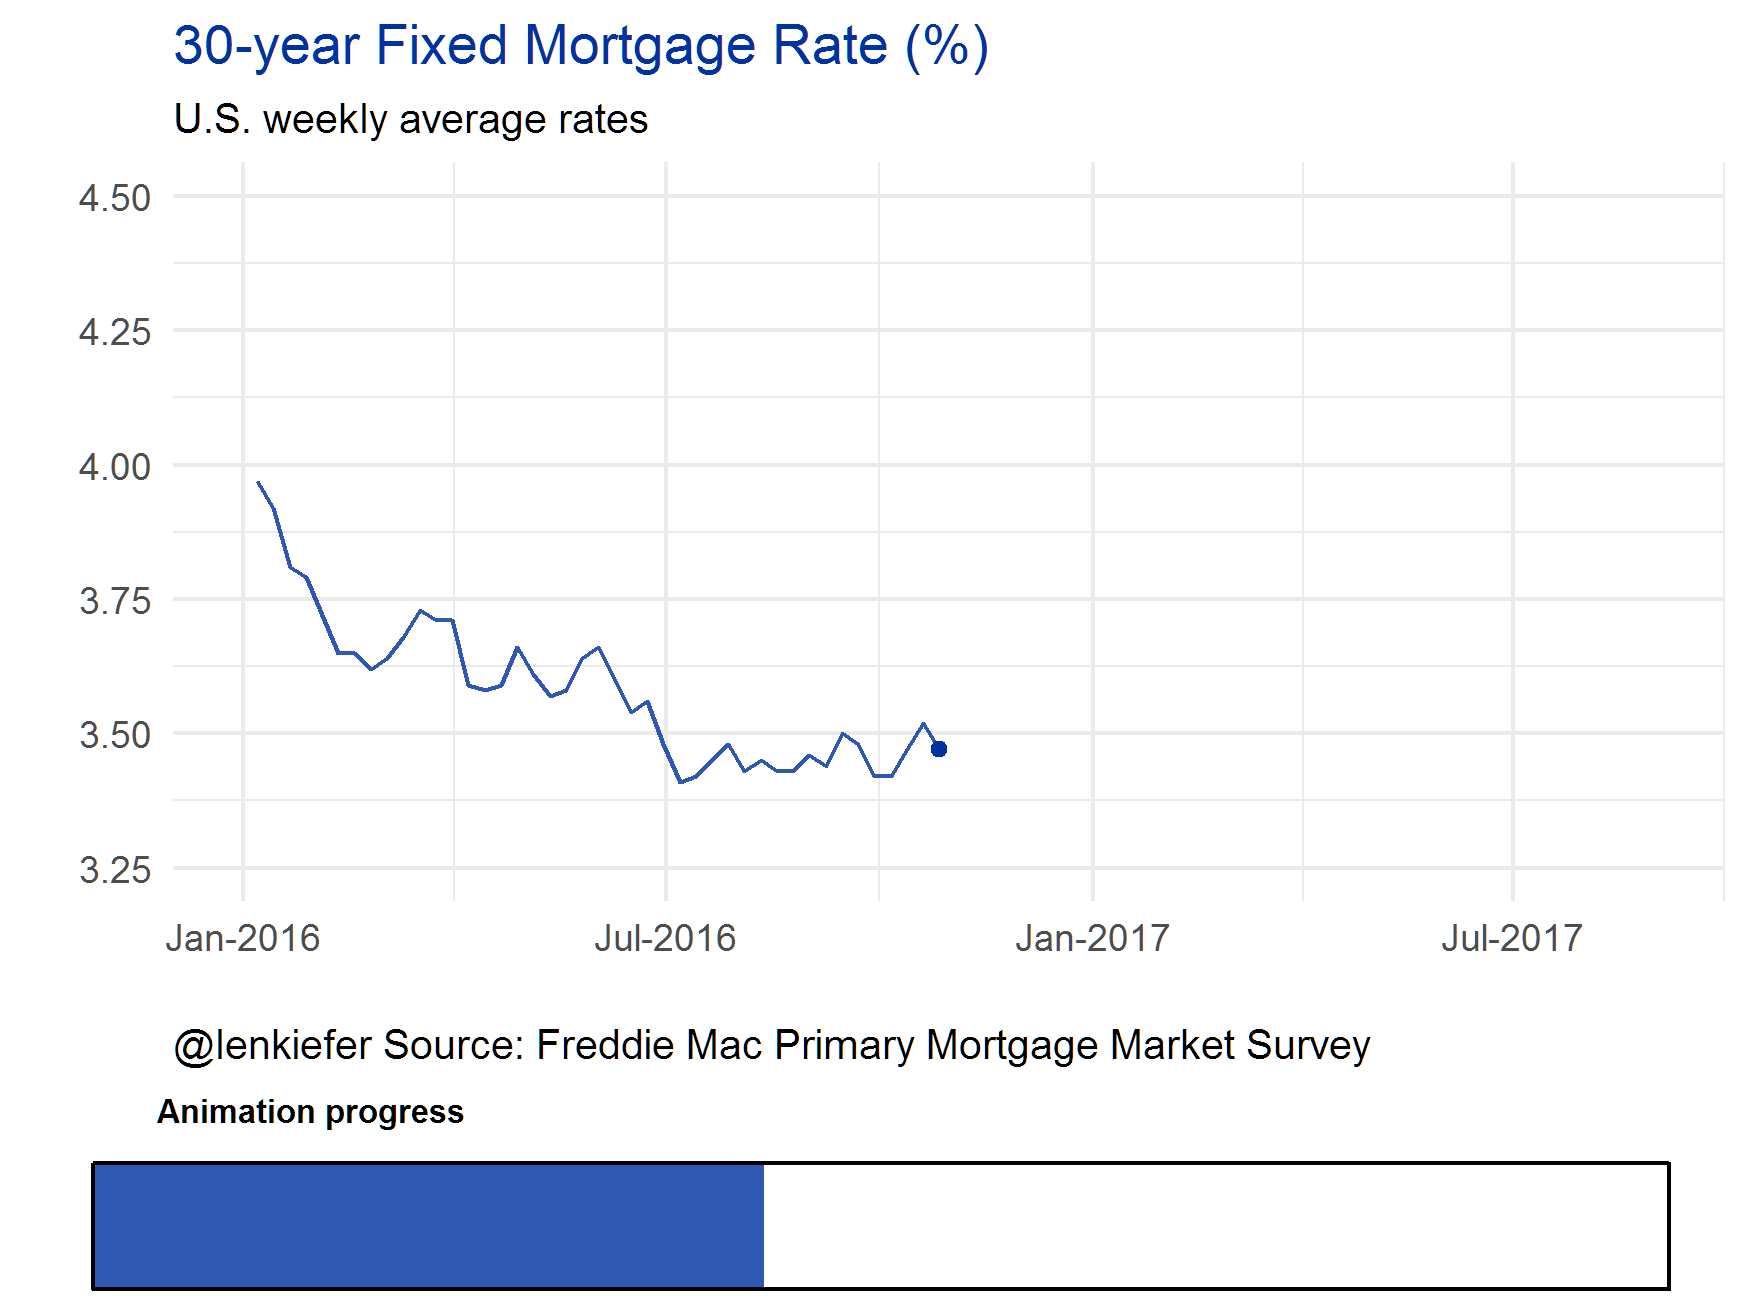 30-year Fixed Mortgage Rate (%)
U.S. weekly average rates
4.50
4.25
4.00
3.75
3.50
3.25
Jan-2016 Jul-2016 Jan-2017 Jul-2017
@lenkiefer Source: Freddie Mac Primary Mortgage Market Survey
Animation progress